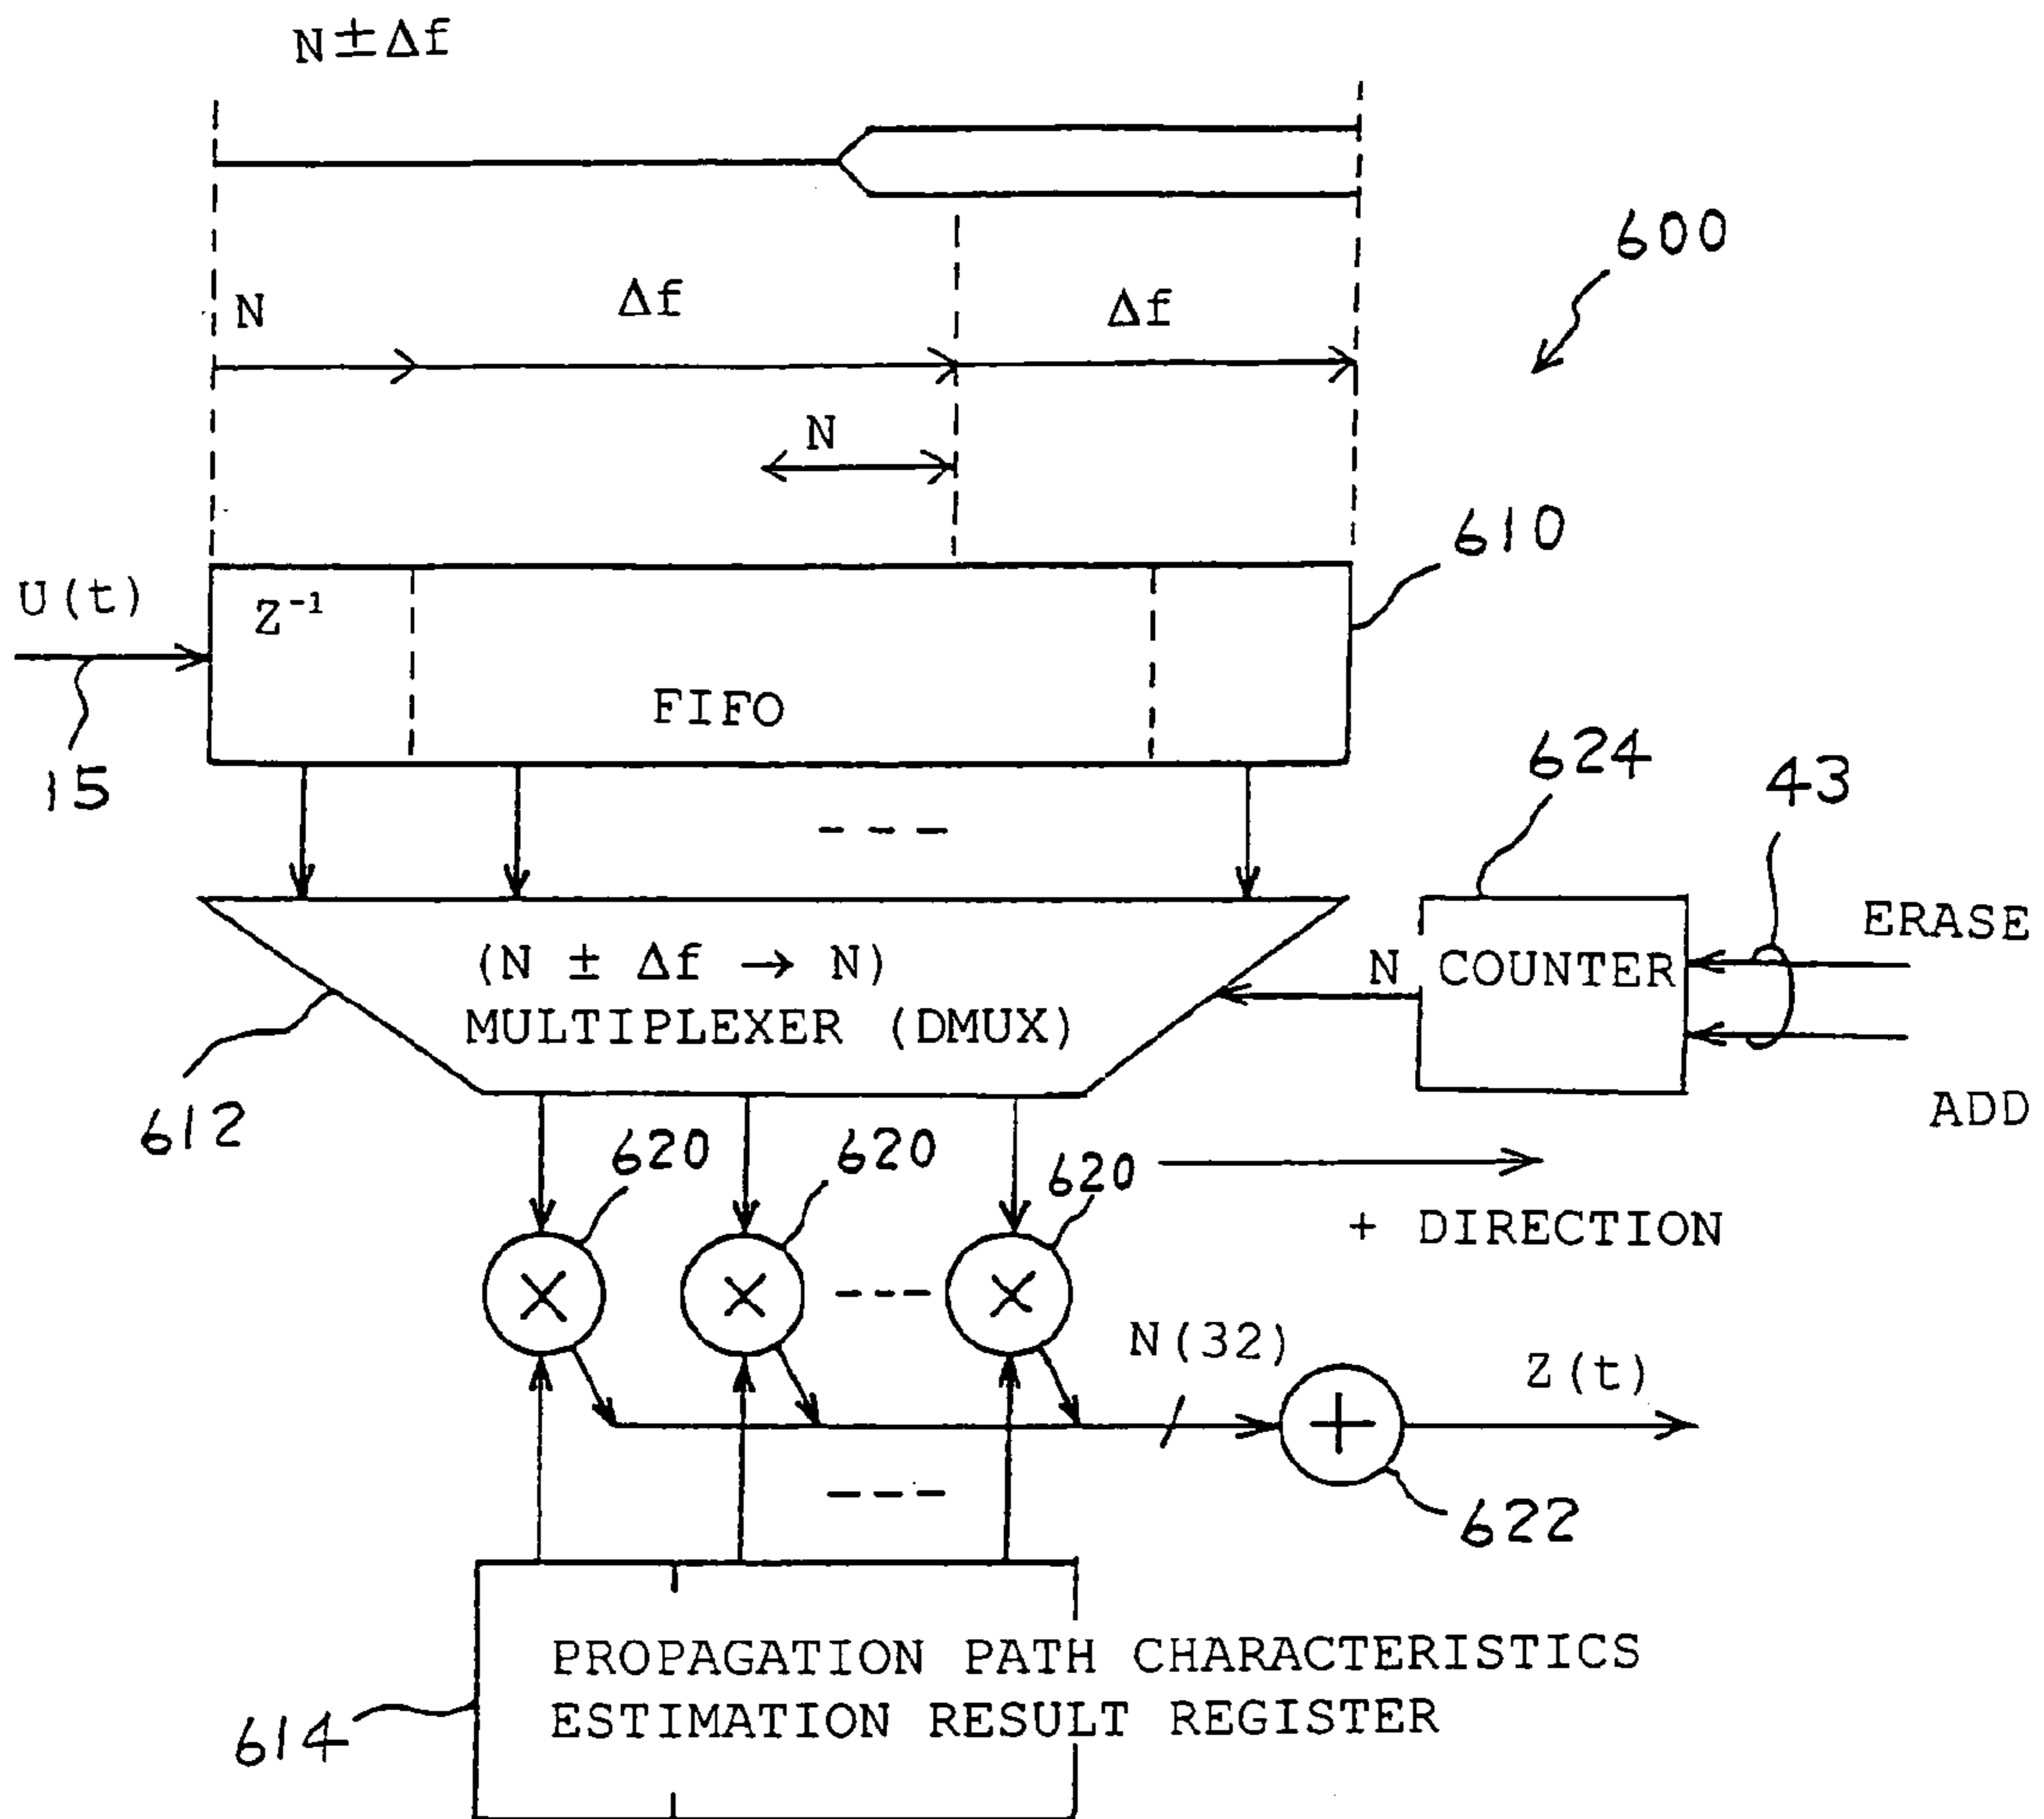 N±Δf
600
N
Δf
Δf
N
610
U(t)
Z⁻¹
FIFO
15
624
43
ERASE
(N ± Δf → N)
N
COUNTER
MULTIPLEXER (DMUX)
ADD
612
620
620
620
+ DIRECTION
N(32)
Z(t)
622
PROPAGATION PATH CHARACTERISTICS
ESTIMATION RESULT REGISTER
614